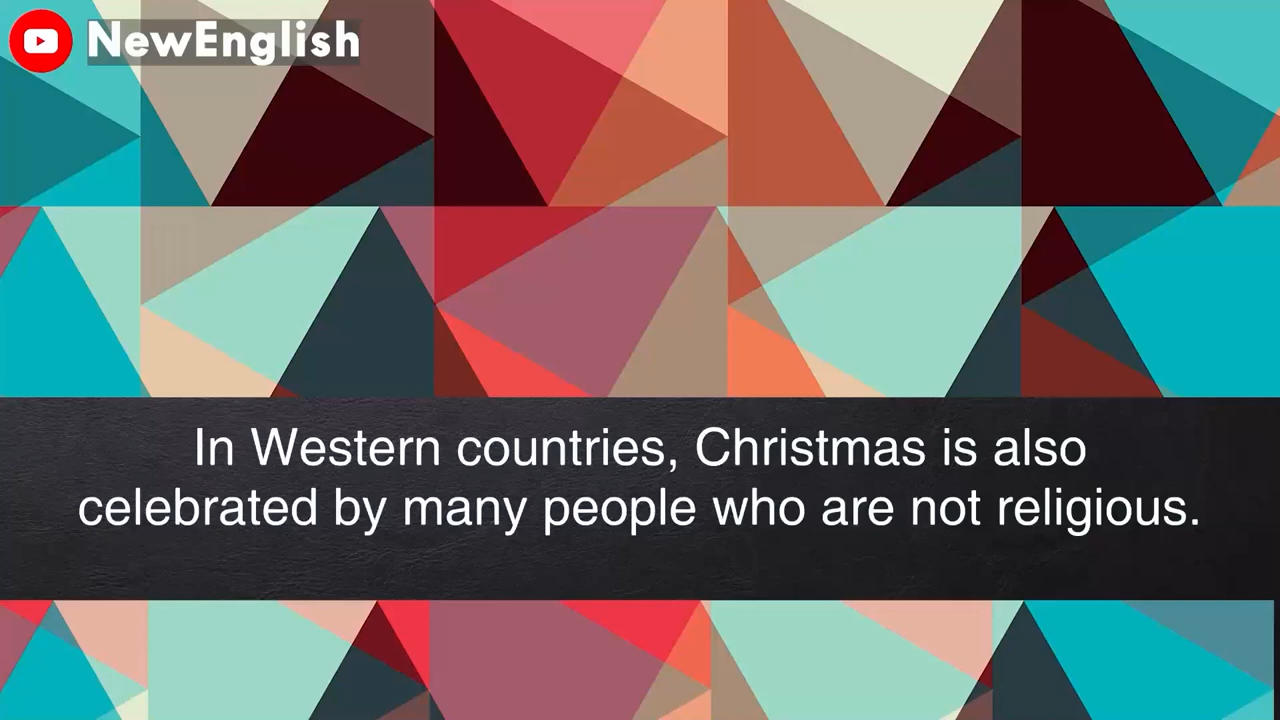 NewEnglish
In Western countries, Christmas is also
celebrated by many people who are not religious.